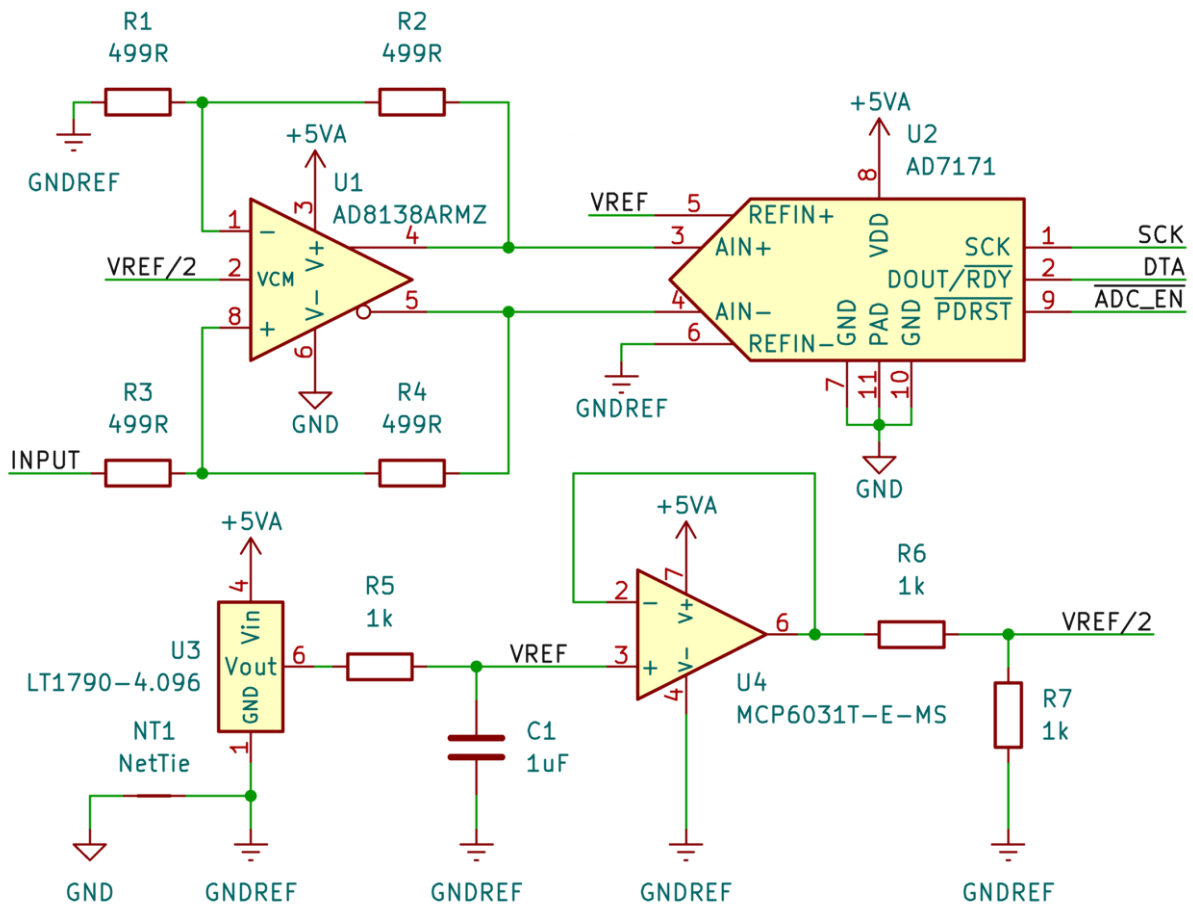 R1
499R
R2
499R
GNDREF
+5VA
U1
AD8138ARMZ
3
V+
1
−
4
VREF/2
2
VCM
V-
5
8
+
6
GND
R3
499R
R4
499R
INPUT
+5VA
U2
AD7171
8
VDD
VREF
5
REFIN+
3
AIN+
SCK
1
SCK
DOUT/RDY
2
DTA
4
AIN-
PDRST
9
ADC_EN
6
REFIN-
GND
PAD
GND
7
11
10
GNDREF
GND
+5VA
4
Vin
U3
LT1790-4.096
Vout
6
GND
1
NT1
NetTie
GND
GNDREF
R5
1k
VREF
C1
1uF
GNDREF
+5VA
7
V+
2
−
3
+
6
V-
4
U4
MCP6031T-E-MS
GNDREF
R6
1k
VREF/2
R7
1k
GNDREF